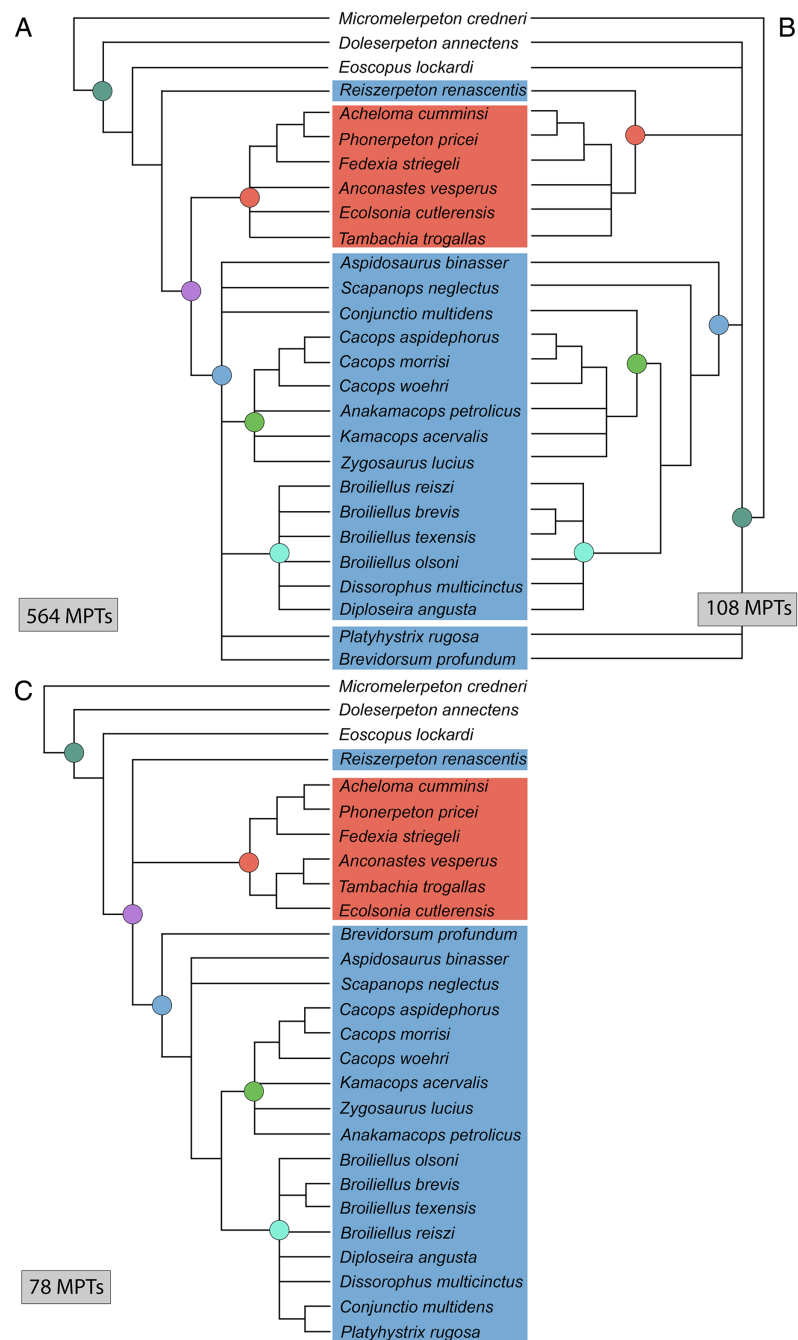 A
B
Micromelerpeton credneri
Doleserpeton annectens
Eoscopus lockardi
Reiszerpeton renascentis
Acheloma cumminsi
Phonerpeton pricei
Fedexia striegeli
Anconastes vesperus
Ecolsonia cutlerensis
Tambachia trogallas
Aspidosaurus binasser
Scapanops neglectus
Conjunctio multidens
Cacops aspidephorus
Cacops morrisi
Cacops woehri
Anakamacops petrolicus
Kamacops acervalis
Zygosaurus lucius
Broiliellus reiszi
Broiliellus brevis
Broiliellus texensis
Broiliellus olsoni
Dissorophus multicinctus
Diploseira angusta
Platyhystrix rugosa
Brevidorsum profundum
564 MPTs
108 MPTs
C
Micromelerpeton credneri
Doleserpeton annectens
Eoscopus lockardi
Reiszerpeton renascentis
Acheloma cumminsi
Phonerpeton pricei
Fedexia striegeli
Anconastes vesperus
Tambachia trogallas
Ecolsonia cutlerensis
Brevidorsum profundum
Aspidosaurus binasser
Scapanops neglectus
Cacops aspidephorus
Cacops morrisi
Cacops woehri
Kamacops acervalis
Zygosaurus lucius
Anakamacops petrolicus
Broiliellus olsoni
Broiliellus brevis
Broiliellus texensis
Broiliellus reiszi
Diploseira angusta
Dissorophus multicinctus
Conjunctio multidens
Platyhystrix rugosa
78 MPTs